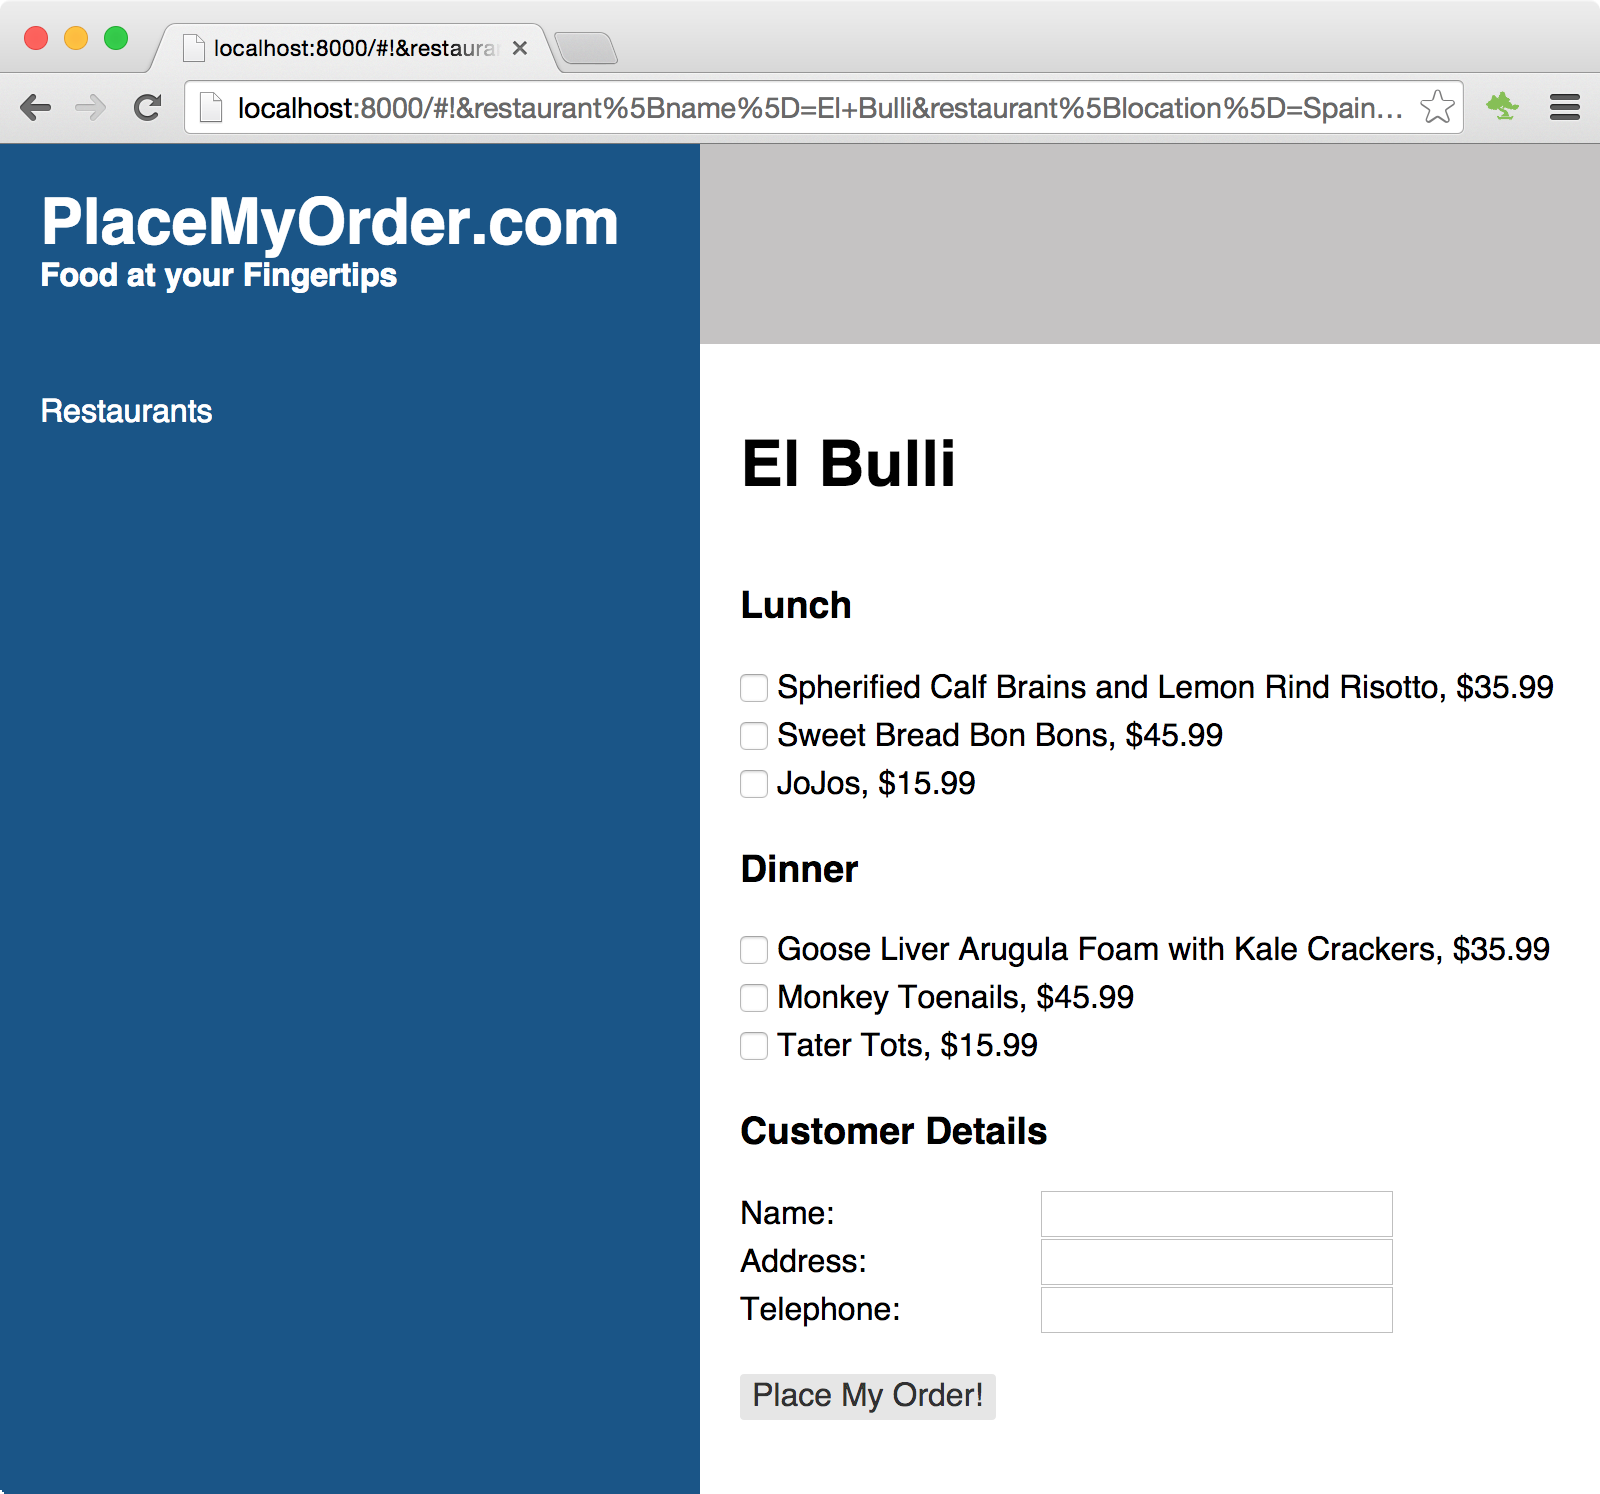 localhost:8000/#!&restaura
localhost:8000/#!&restaurant%5Bname%5D=El+Bulli&restaurant%5Blocation%5D=Spain...
PlaceMyOrder.com
Food at your Fingertips
Restaurants
El Bulli
Lunch
Spherified Calf Brains and Lemon Rind Risotto, $35.99
Sweet Bread Bon Bons, $45.99
JoJos, $15.99
Dinner
Goose Liver Arugula Foam with Kale Crackers, $35.99
Monkey Toenails, $45.99
Tater Tots, $15.99
Customer Details
Name:
Address:
Telephone:
Place My Order!